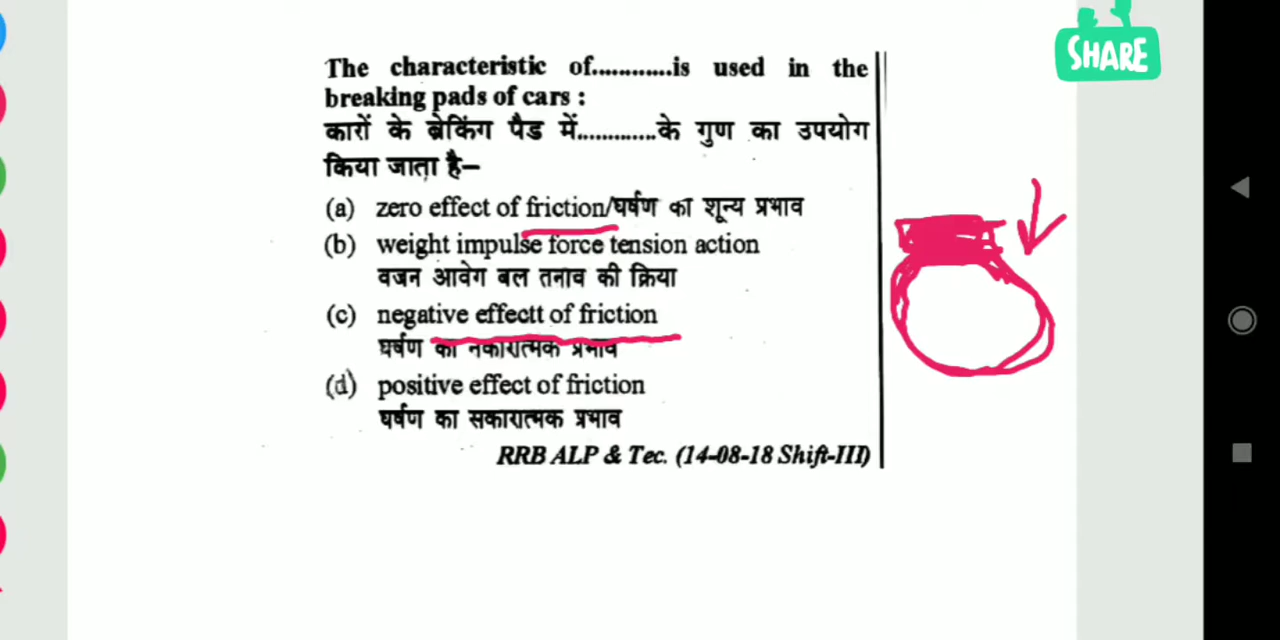 SHARE
The characteristic of............is used in the
breaking pads of cars :
कारों के ब्रेकिंग पैड में.............के गुण का उपयोग
किया जाता है–
(a) zero effect of friction/घर्षण का शून्य प्रभाव
(b) weight impulse force tension action
वजन आवेग बल तनाव की क्रिया
(c) negative effectt of friction
घर्षण का नकारात्मक प्रभाव
(d) positive effect of friction
घर्षण का सकारात्मक प्रभाव
RRB ALP & Tec. (14-08-18 Shift-III)